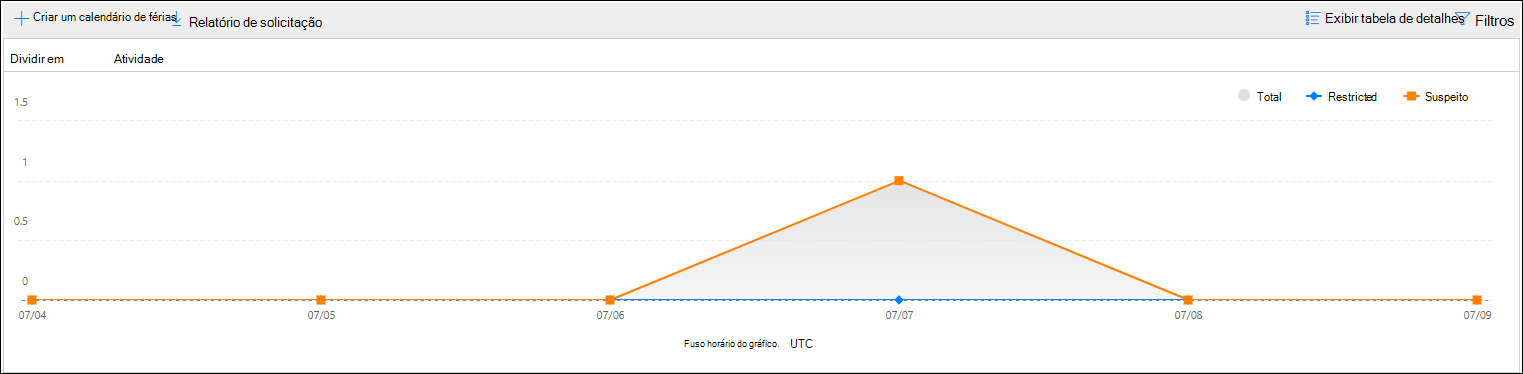 Criar um calendário de férias
Relatório de solicitação
Exibir tabela de detalhes
Filtros
Dividir em
Atividade
Total
Restricted
Suspeito
1.5
1
0.5
0
07/04
07/05
07/06
07/07
07/08
07/09
Fuso horário do gráfico.
UTC